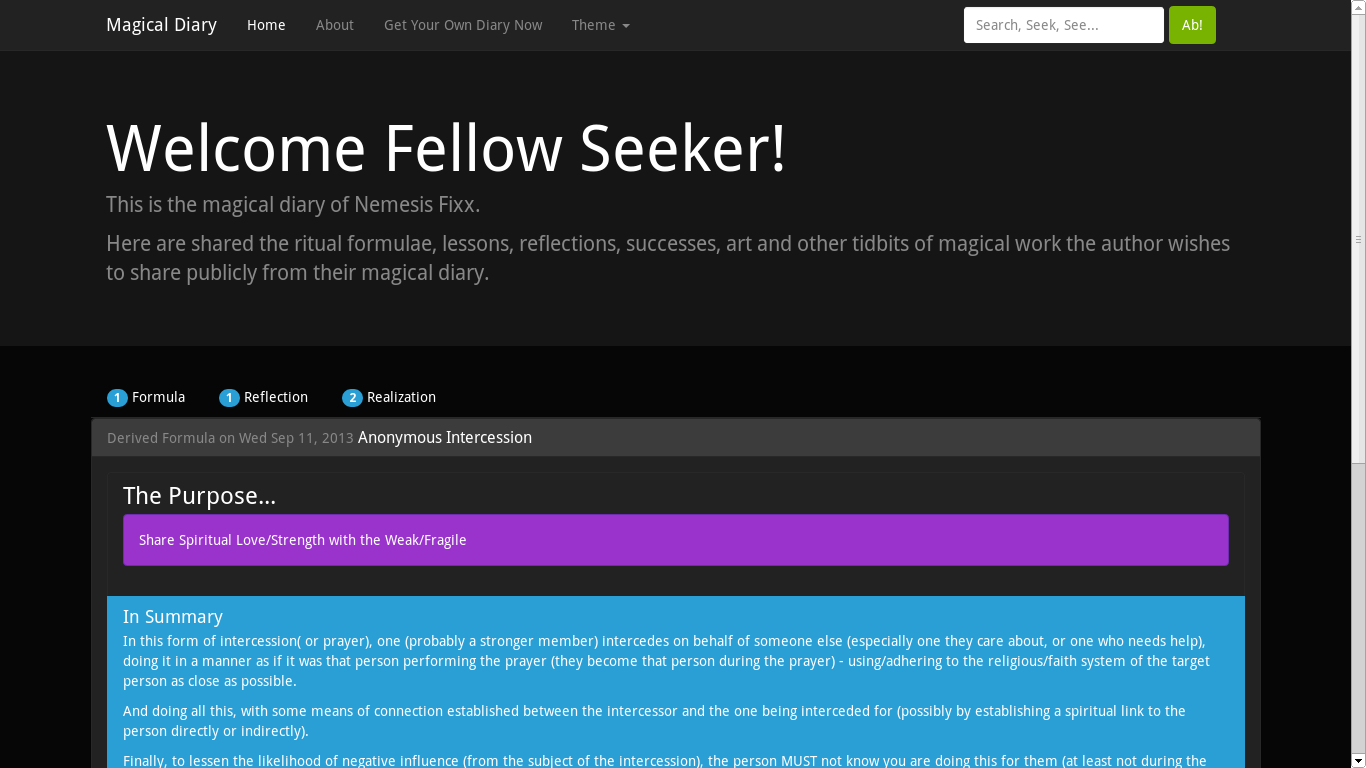 Magical Diary Home About Get Your Own Diary Now Theme Search, Seek, See... Ab!
Welcome Fellow Seeker!
This is the magical diary of Nemesis Fixx.
Here are shared the ritual formulae, lessons, reflections, successes, art and other tidbits of magical work the author wishes
to share publicly from their magical diary.
1 Formula 1 Reflection 2 Realization
Derived Formula on Wed Sep 11, 2013 Anonymous Intercession
The Purpose...
Share Spiritual Love/Strength with the Weak/Fragile
In Summary
In this form of intercession( or prayer), one (probably a stronger member) intercedes on behalf of someone else (especially one they care about, or one who needs help),
doing it in a manner as if it was that person performing the prayer (they become that person during the prayer) - using/adhering to the religious/faith system of the target
person as close as possible.
And doing all this, with some means of connection established between the intercessor and the one being interceded for (possibly by establishing a spiritual link to the
person directly or indirectly).
Finally, to lessen the likelihood of negative influence (from the subject of the intercession), the person MUST not know you are doing this for them (at least not during the